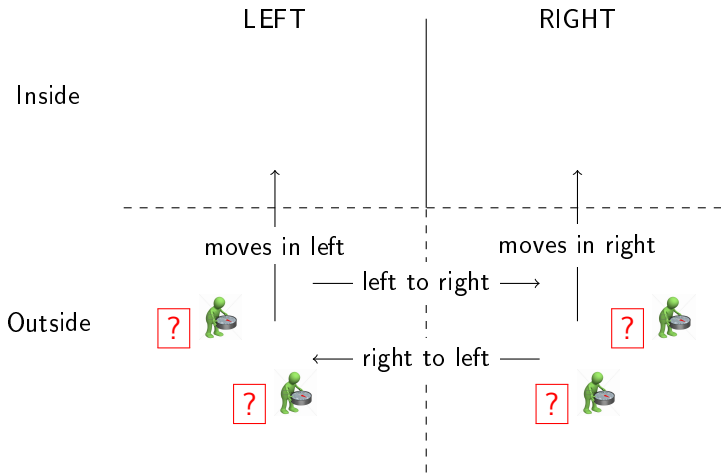 LEFT RIGHT
Inside
moves in left moves in right
left to right
Outside
? ?
right to left
? ?